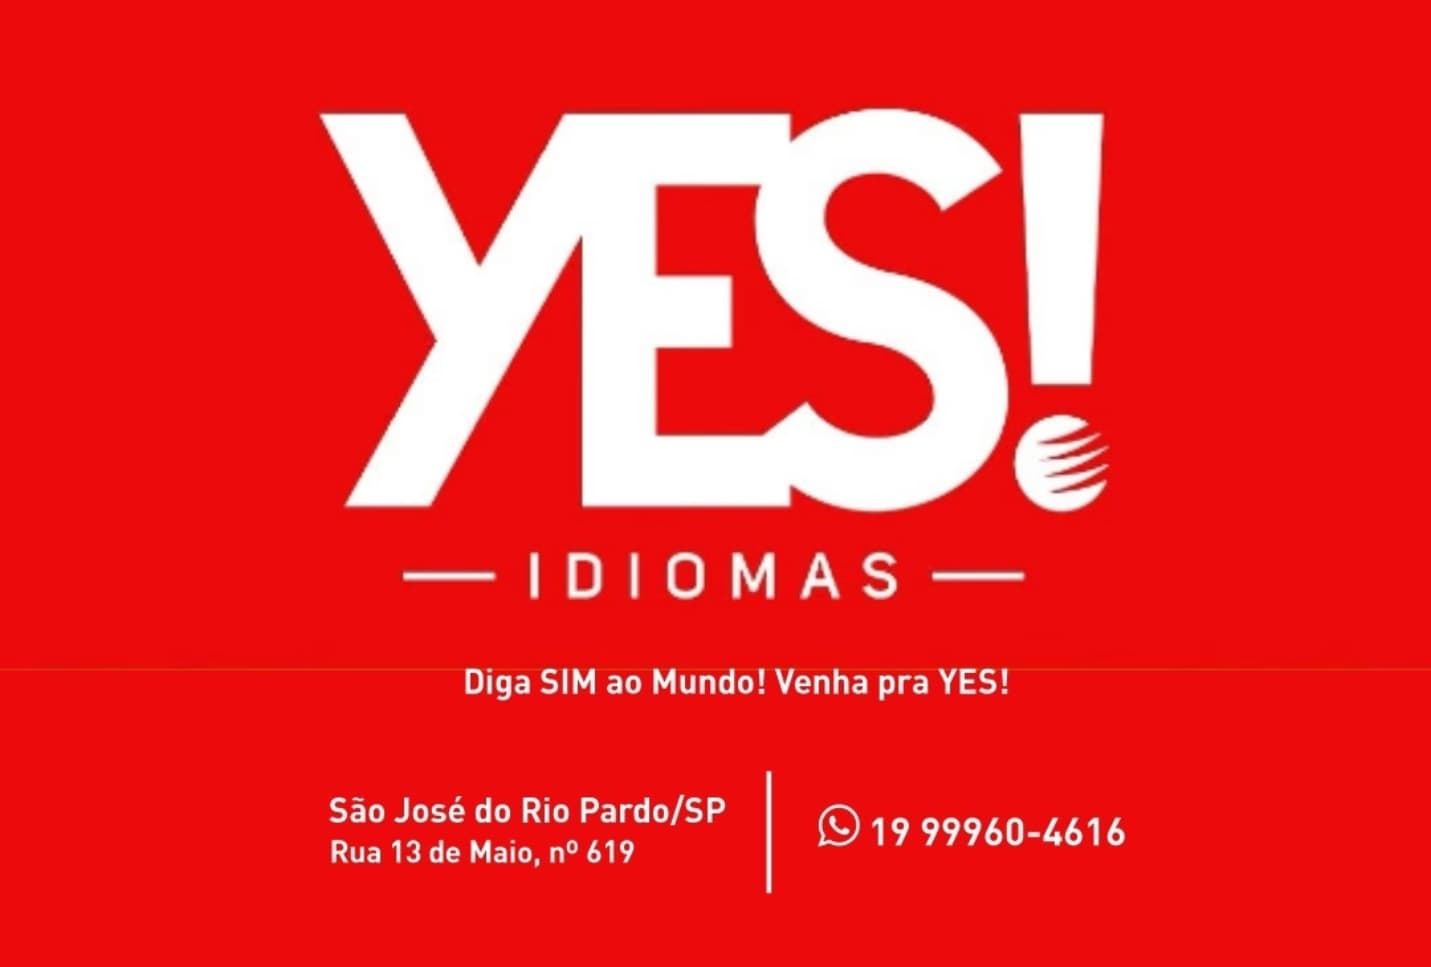 YES!
IDIOMAS
Diga SIM ao Mundo! Venha pra YES!
São José do Rio Pardo/SP
Rua 13 de Maio, nº 619
19 99960-4616